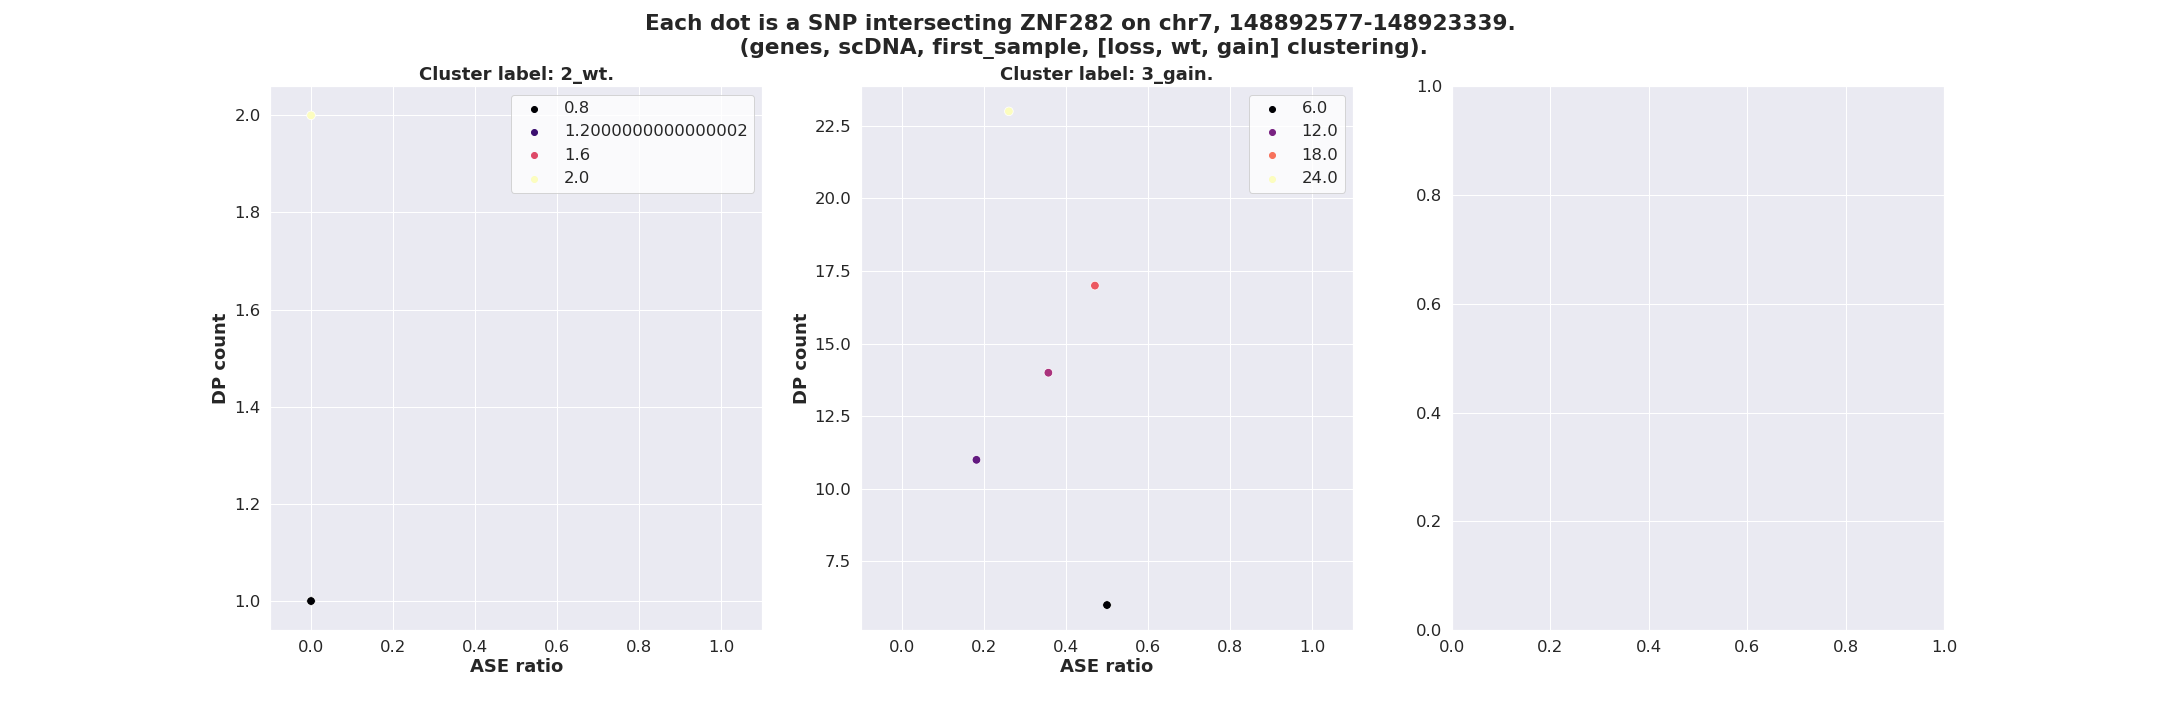 Each dot is a SNP intersecting ZNF282 on chr7, 148892577-148923339.
(genes, scDNA, first_sample, [loss, wt, gain] clustering).
Cluster label: 2_wt.
0.8
1.2000000000000002
1.6
2.0
2.0
1.8
1.6
1.4
1.2
1.0
DP count
0.0 0.2 0.4 0.6 0.8 1.0
ASE ratio
Cluster label: 3_gain.
6.0
12.0
18.0
24.0
22.5
20.0
17.5
15.0
12.5
10.0
7.5
DP count
0.0 0.2 0.4 0.6 0.8 1.0
ASE ratio
1.0
0.8
0.6
0.4
0.2
0.0
0.0 0.2 0.4 0.6 0.8 1.0